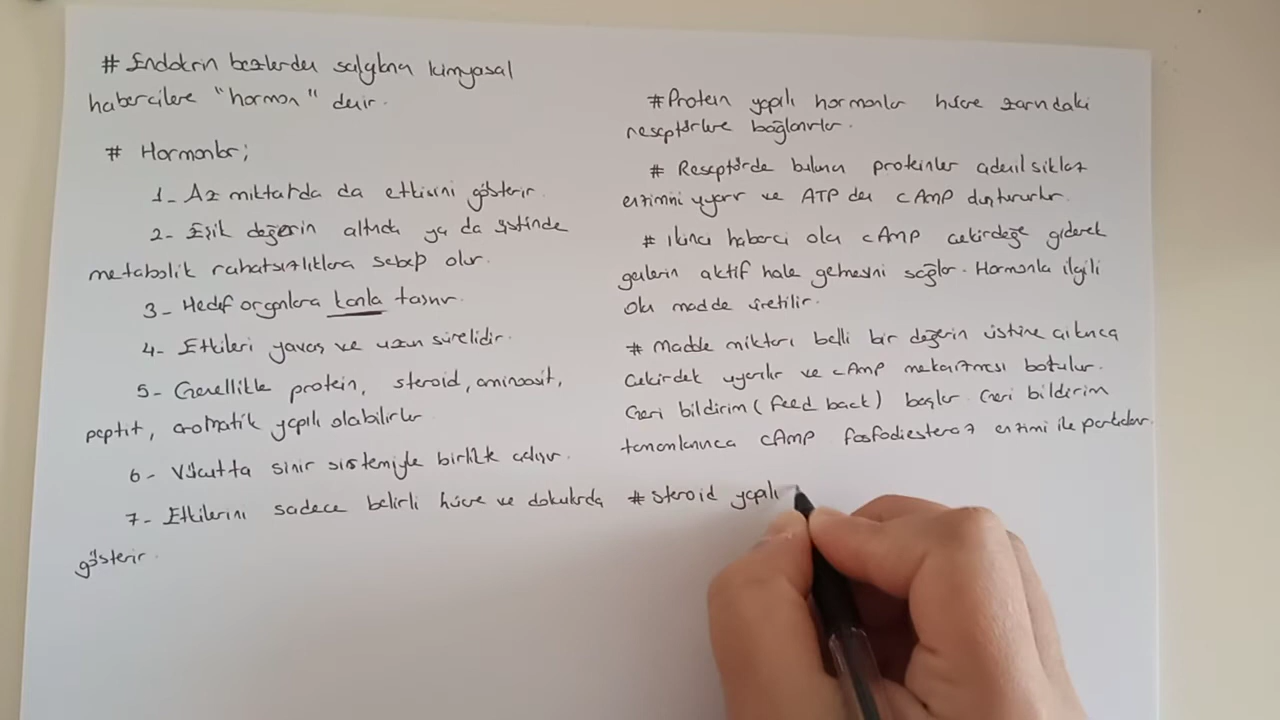 # Endokrin bezlerden salgılanan kimyasal
habercilere "hormon" denir.
# Hormonlar;
1- Az miktarda da etkisini gösterir.
2- Eşik değerin altında ya da üstünde
metabolik rahatsızlıklara sebep olur.
3- Hedef organlara kanla taşınır.
4- Etkileri yavaş ve uzun sürelidir.
5- Genellikle protein, steroid, aminoasit,
peptit, aromatik yapılı olabilirler
6- Vücutta sinir sistemiyle birlikte çalışır.
7- Etkilerini sadece belirli hücre ve dokularda
gösterir.
# Protein yapılı hormonlar hücre zarındaki
reseptörlere bağlanırlar.
# Reseptörde bulunan proteinler adenil siklaz
enzimini uyarır ve ATP den cAMP oluştururlar.
# İkinci haberci olan cAMP çekirdeğe giderek
genlerin aktif hale gelmesini sağlar. Hormonla ilgili
olan madde üretilir.
# Madde miktarı belli bir değerin üstüne çıkınca
Çekirdek uyarılır ve cAMP mekanizması bozulur.
Geri bildirim (feed back) başlar. Geri bildirim
tamamlanınca cAMP fosfodiesteraz enzimi ile parçalanır.
# Steroid yapılı